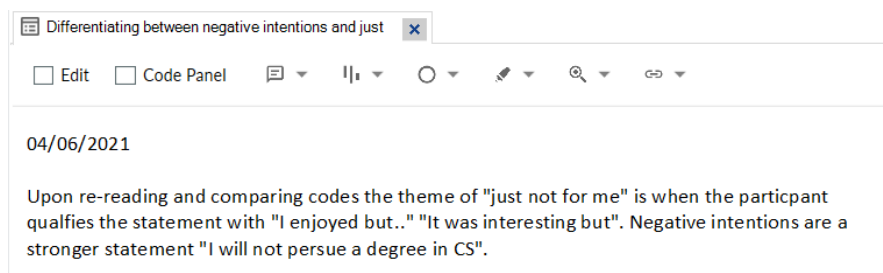 Differentiating between negative intentions and just
Edit Code Panel
04/06/2021
Upon re-reading and comparing codes the theme of "just not for me" is when the particpant
qualfies the statement with "I enjoyed but.." "It was interesting but". Negative intentions are a
stronger statement "I will not persue a degree in CS".